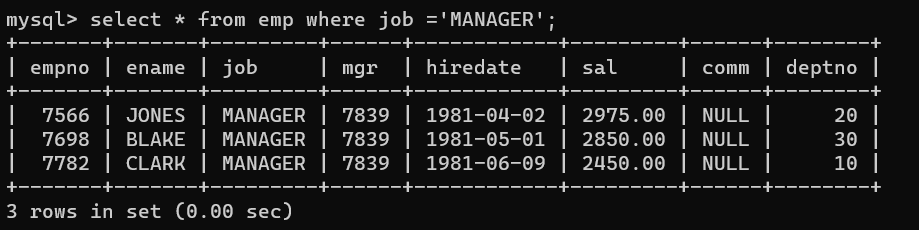 mysql> select * from emp where job ='MANAGER';
+-------+-------+---------+------+------------+---------+------+--------+
| empno | ename | job     | mgr  | hiredate   | sal     | comm | deptno |
+-------+-------+---------+------+------------+---------+------+--------+
|  7566 | JONES | MANAGER | 7839 | 1981-04-02 | 2975.00 | NULL |     20 |
|  7698 | BLAKE | MANAGER | 7839 | 1981-05-01 | 2850.00 | NULL |     30 |
|  7782 | CLARK | MANAGER | 7839 | 1981-06-09 | 2450.00 | NULL |     10 |
+-------+-------+---------+------+------------+---------+------+--------+
3 rows in set (0.00 sec)